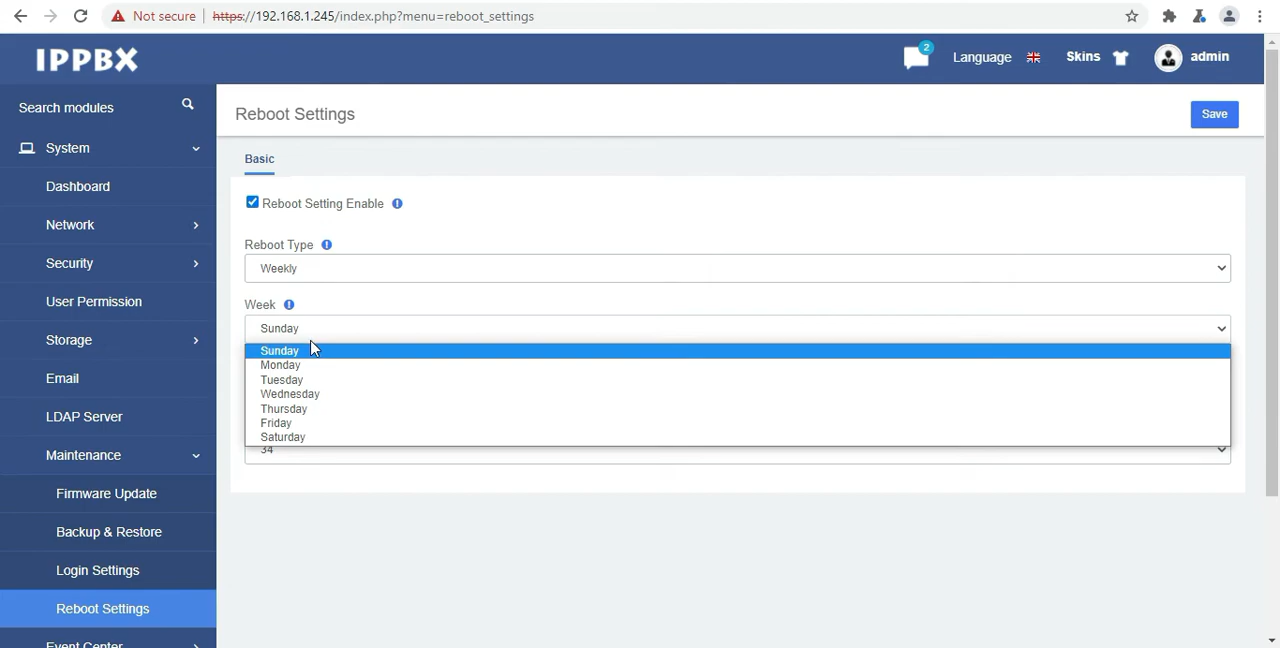 Not secure https://192.168.1.245/index.php?menu=reboot_settings
IPPBX
2
Language
Skins
admin
Search modules
Reboot Settings
Save
System
Dashboard
Network
Security
User Permission
Storage
Email
LDAP Server
Maintenance
Firmware Update
Backup & Restore
Login Settings
Reboot Settings
Event Center
Basic
Reboot Setting Enable
Reboot Type
Weekly
Week
Sunday
Sunday
Monday
Tuesday
Wednesday
Thursday
Friday
Saturday
34